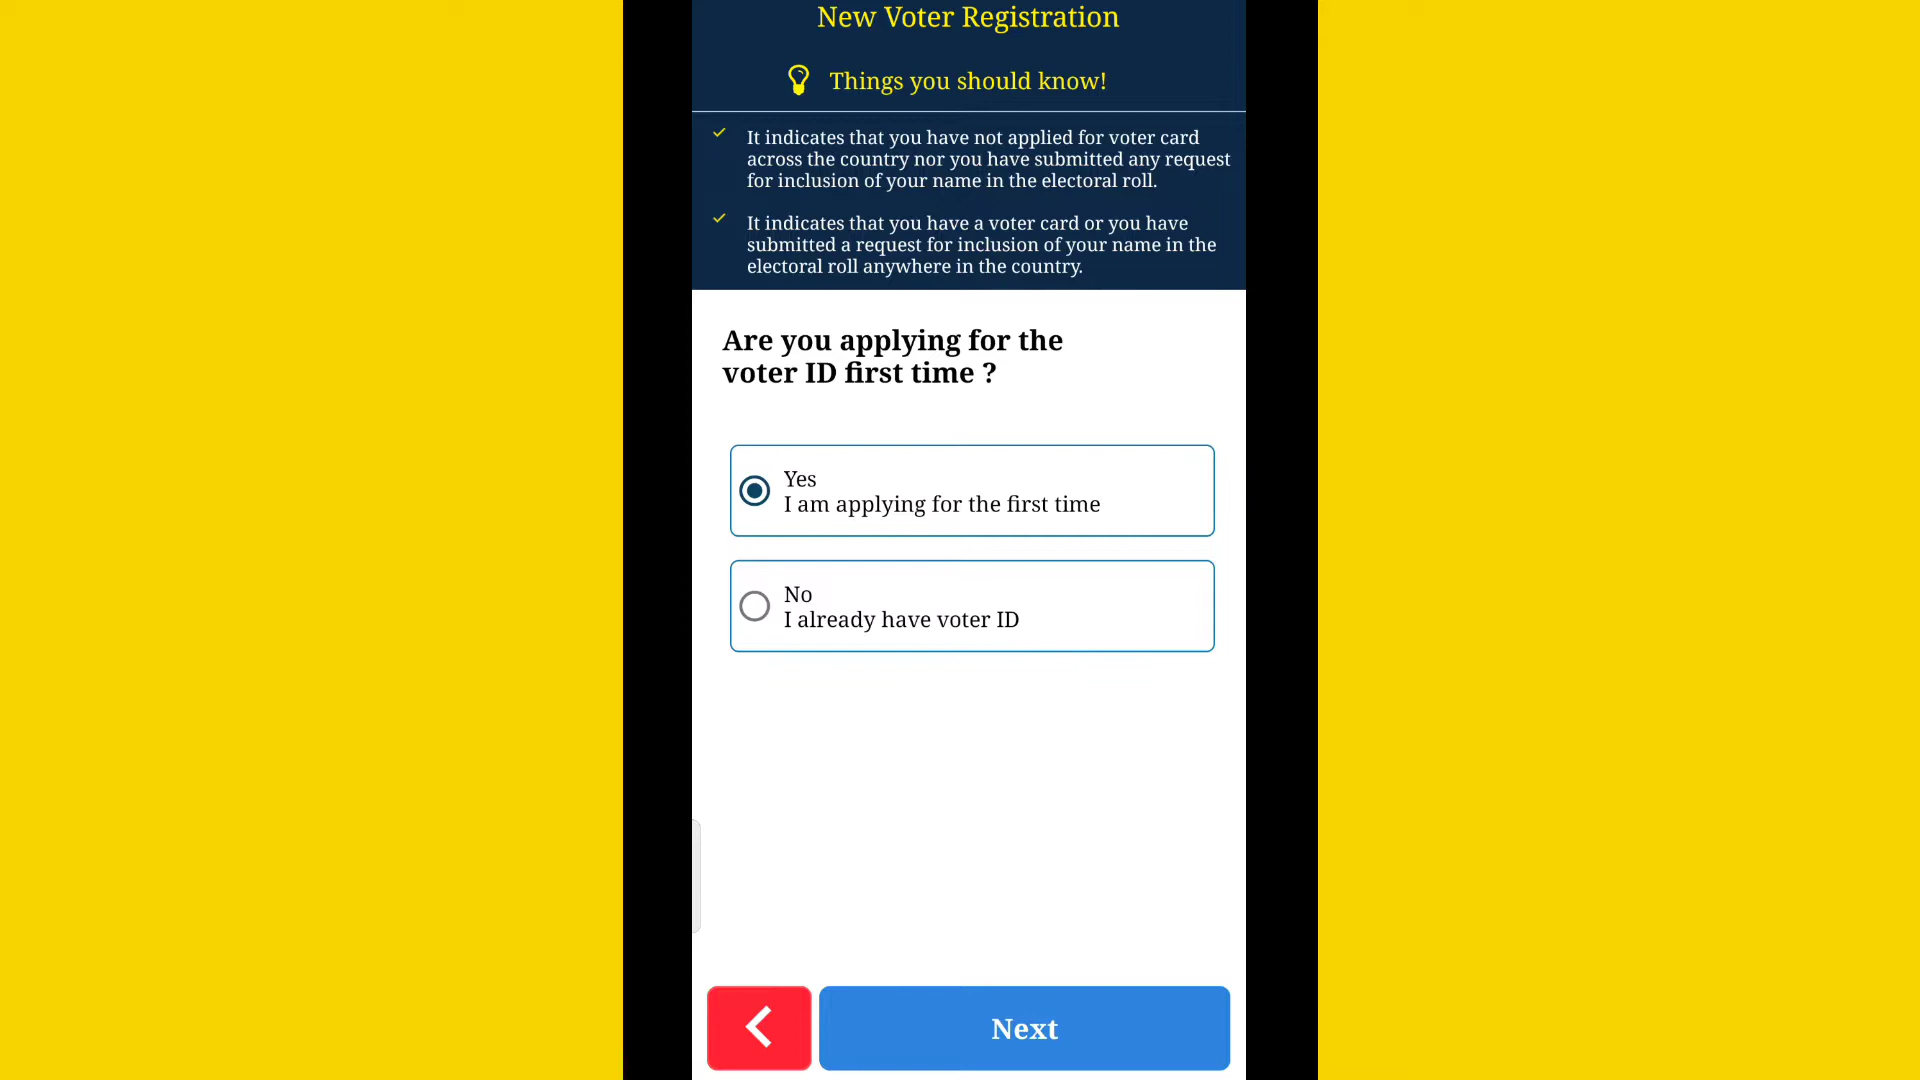 New Voter Registration
Things you should know!
It indicates that you have not applied for voter card
across the country nor you have submitted any request
for inclusion of your name in the electoral roll.
It indicates that you have a voter card or you have
submitted a request for inclusion of your name in the
electoral roll anywhere in the country.
Are you applying for the
voter ID first time ?
Yes
I am applying for the first time
No
I already have voter ID
Next